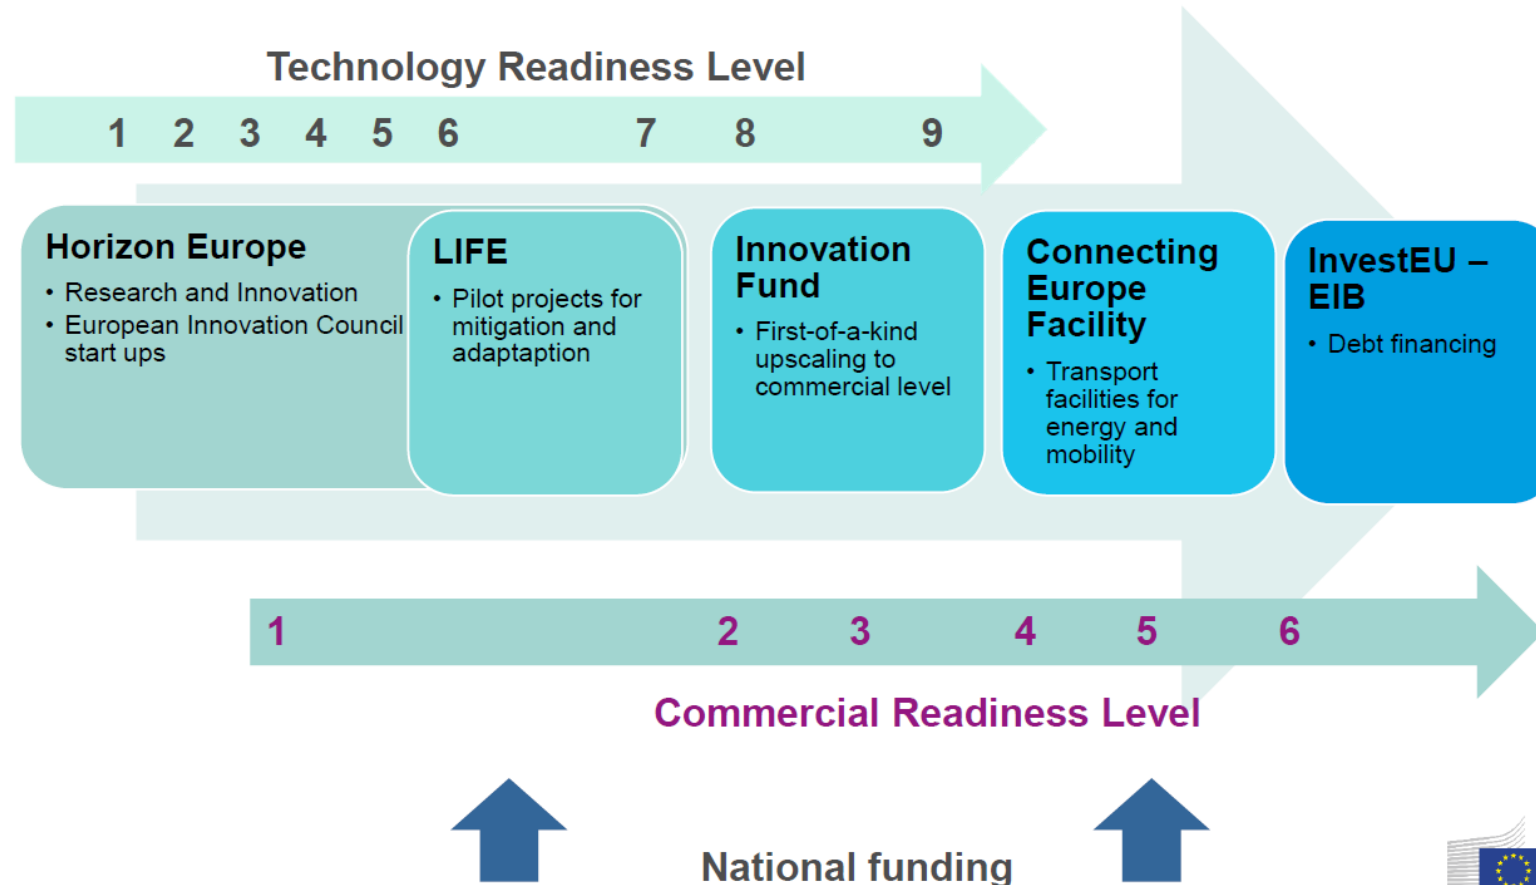 Technology Readiness Level
1 2 3 4 5 6 7 8 9
Horizon Europe
• Research and Innovation
• European Innovation Council
start ups
LIFE
• Pilot projects for
mitigation and
adaptaption
Innovation
Fund
• First-of-a-kind
upscaling to
commercial level
Connecting
Europe
Facility
• Transport
facilities for
energy and
mobility
InvestEU –
EIB
• Debt financing
1 2 3 4 5 6
Commercial Readiness Level
National funding